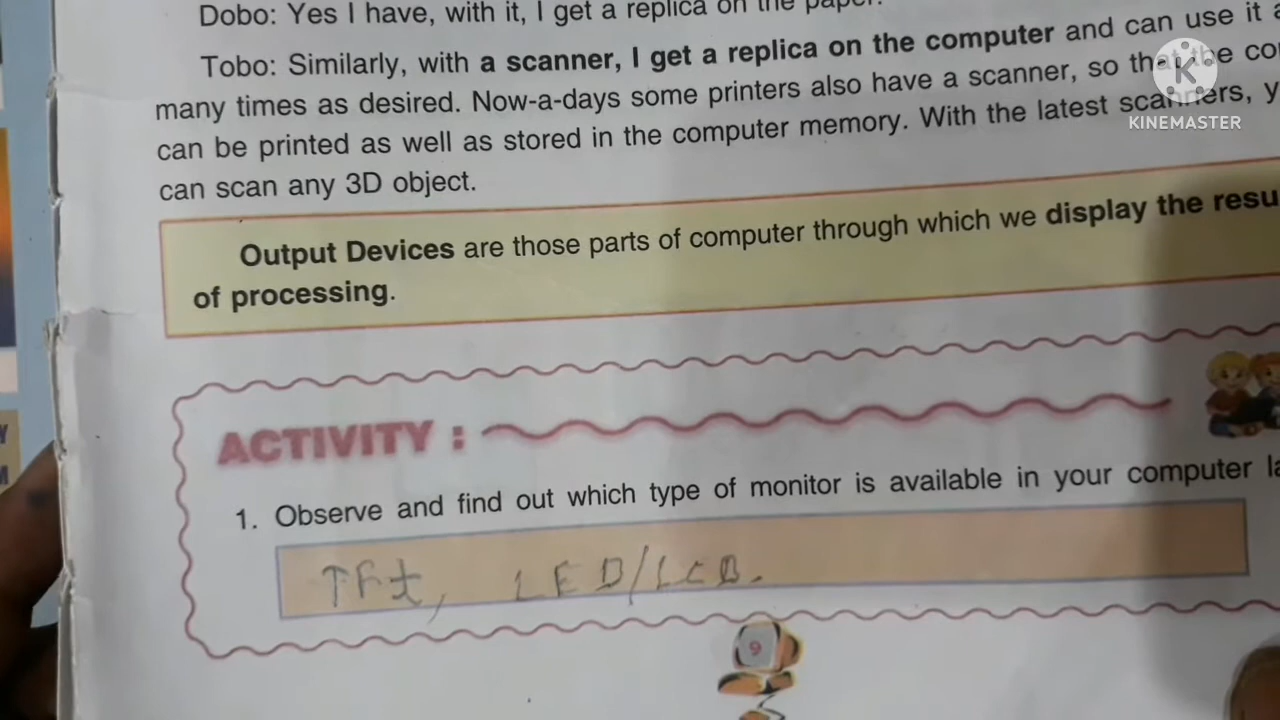 Dobo: Yes I have, with it, I get a replica on the paper.
Tobo: Similarly, with a scanner, I get a replica on the computer and can use it a
many times as desired. Now-a-days some printers also have a scanner, so that the co
can be printed as well as stored in the computer memory. With the latest scanners, y
can scan any 3D object.
Output Devices are those parts of computer through which we display the resu
of processing.
ACTIVITY :
1. Observe and find out which type of monitor is available in your computer la
TFt, LED/LCD.
9
K
KINEMASTER
Y
M